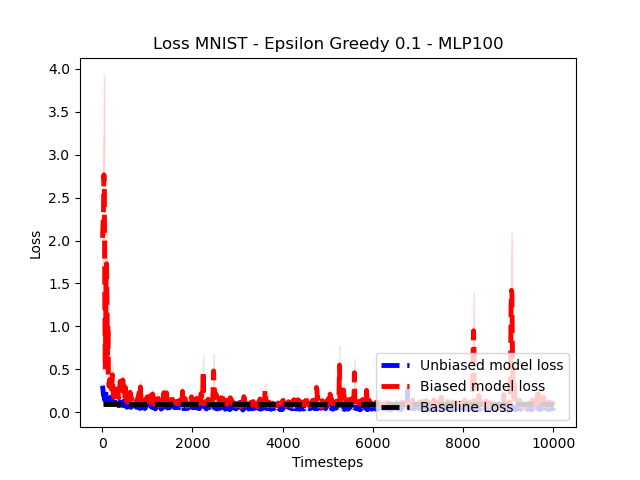 Loss MNIST - Epsilon Greedy 0.1 - MLP100
4.0
3.5
3.0
2.5
2.0
1.5
1.0
0.5
0.0
Loss
Unbiased model loss
Biased model loss
Baseline Loss
0
2000
4000
6000
8000
10000
Timesteps